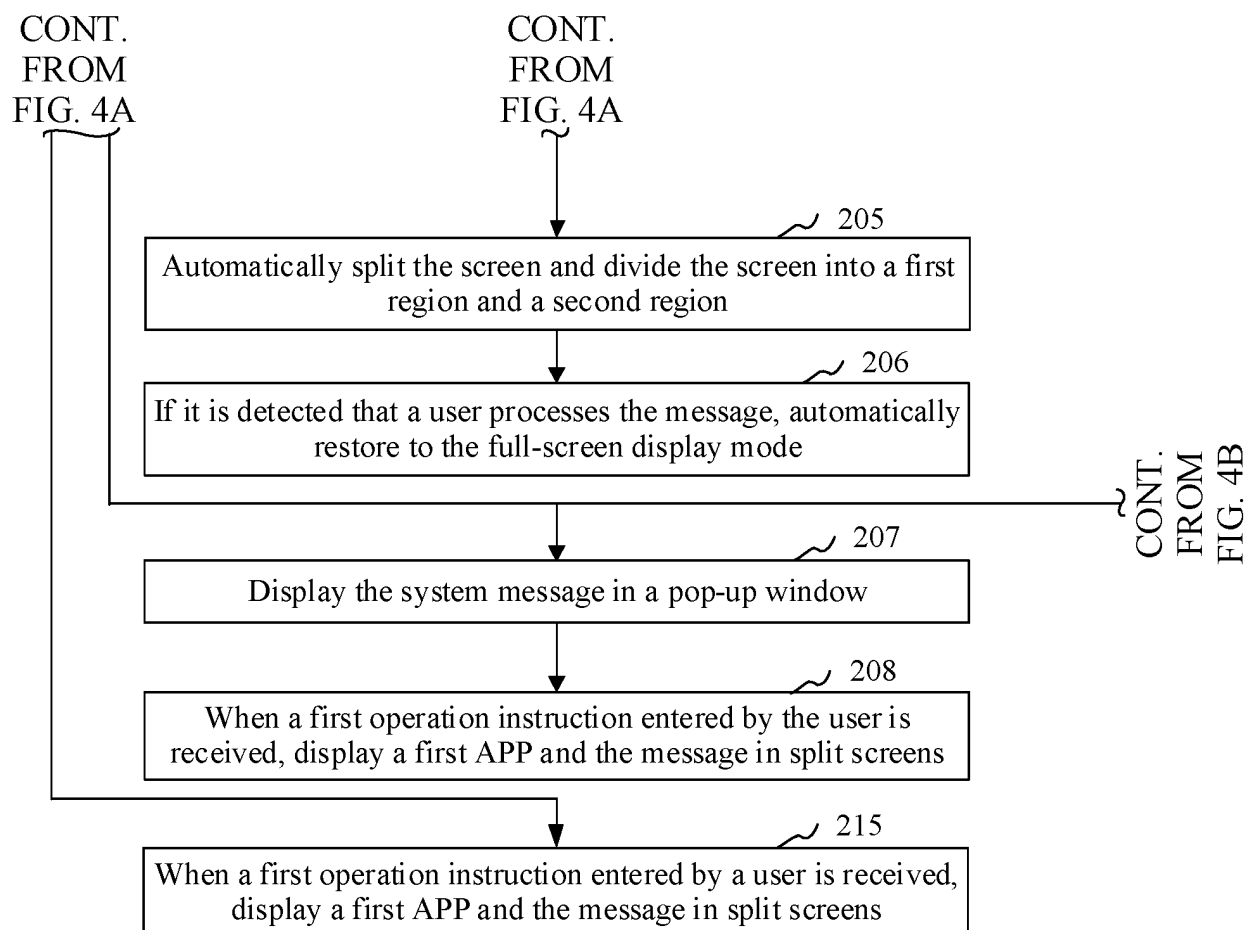 CONT.
FROM
FIG. 4A
CONT.
FROM
FIG. 4A
205
Automatically split the screen and divide the screen into a first
region and a second region
206
If it is detected that a user processes the message, automatically
restore to the full-screen display mode
CONT.
FROM
FIG. 4B
207
Display the system message in a pop-up window
208
When a first operation instruction entered by the user is
received, display a first APP and the message in split screens
215
When a first operation instruction entered by a user is received,
display a first APP and the message in split screens